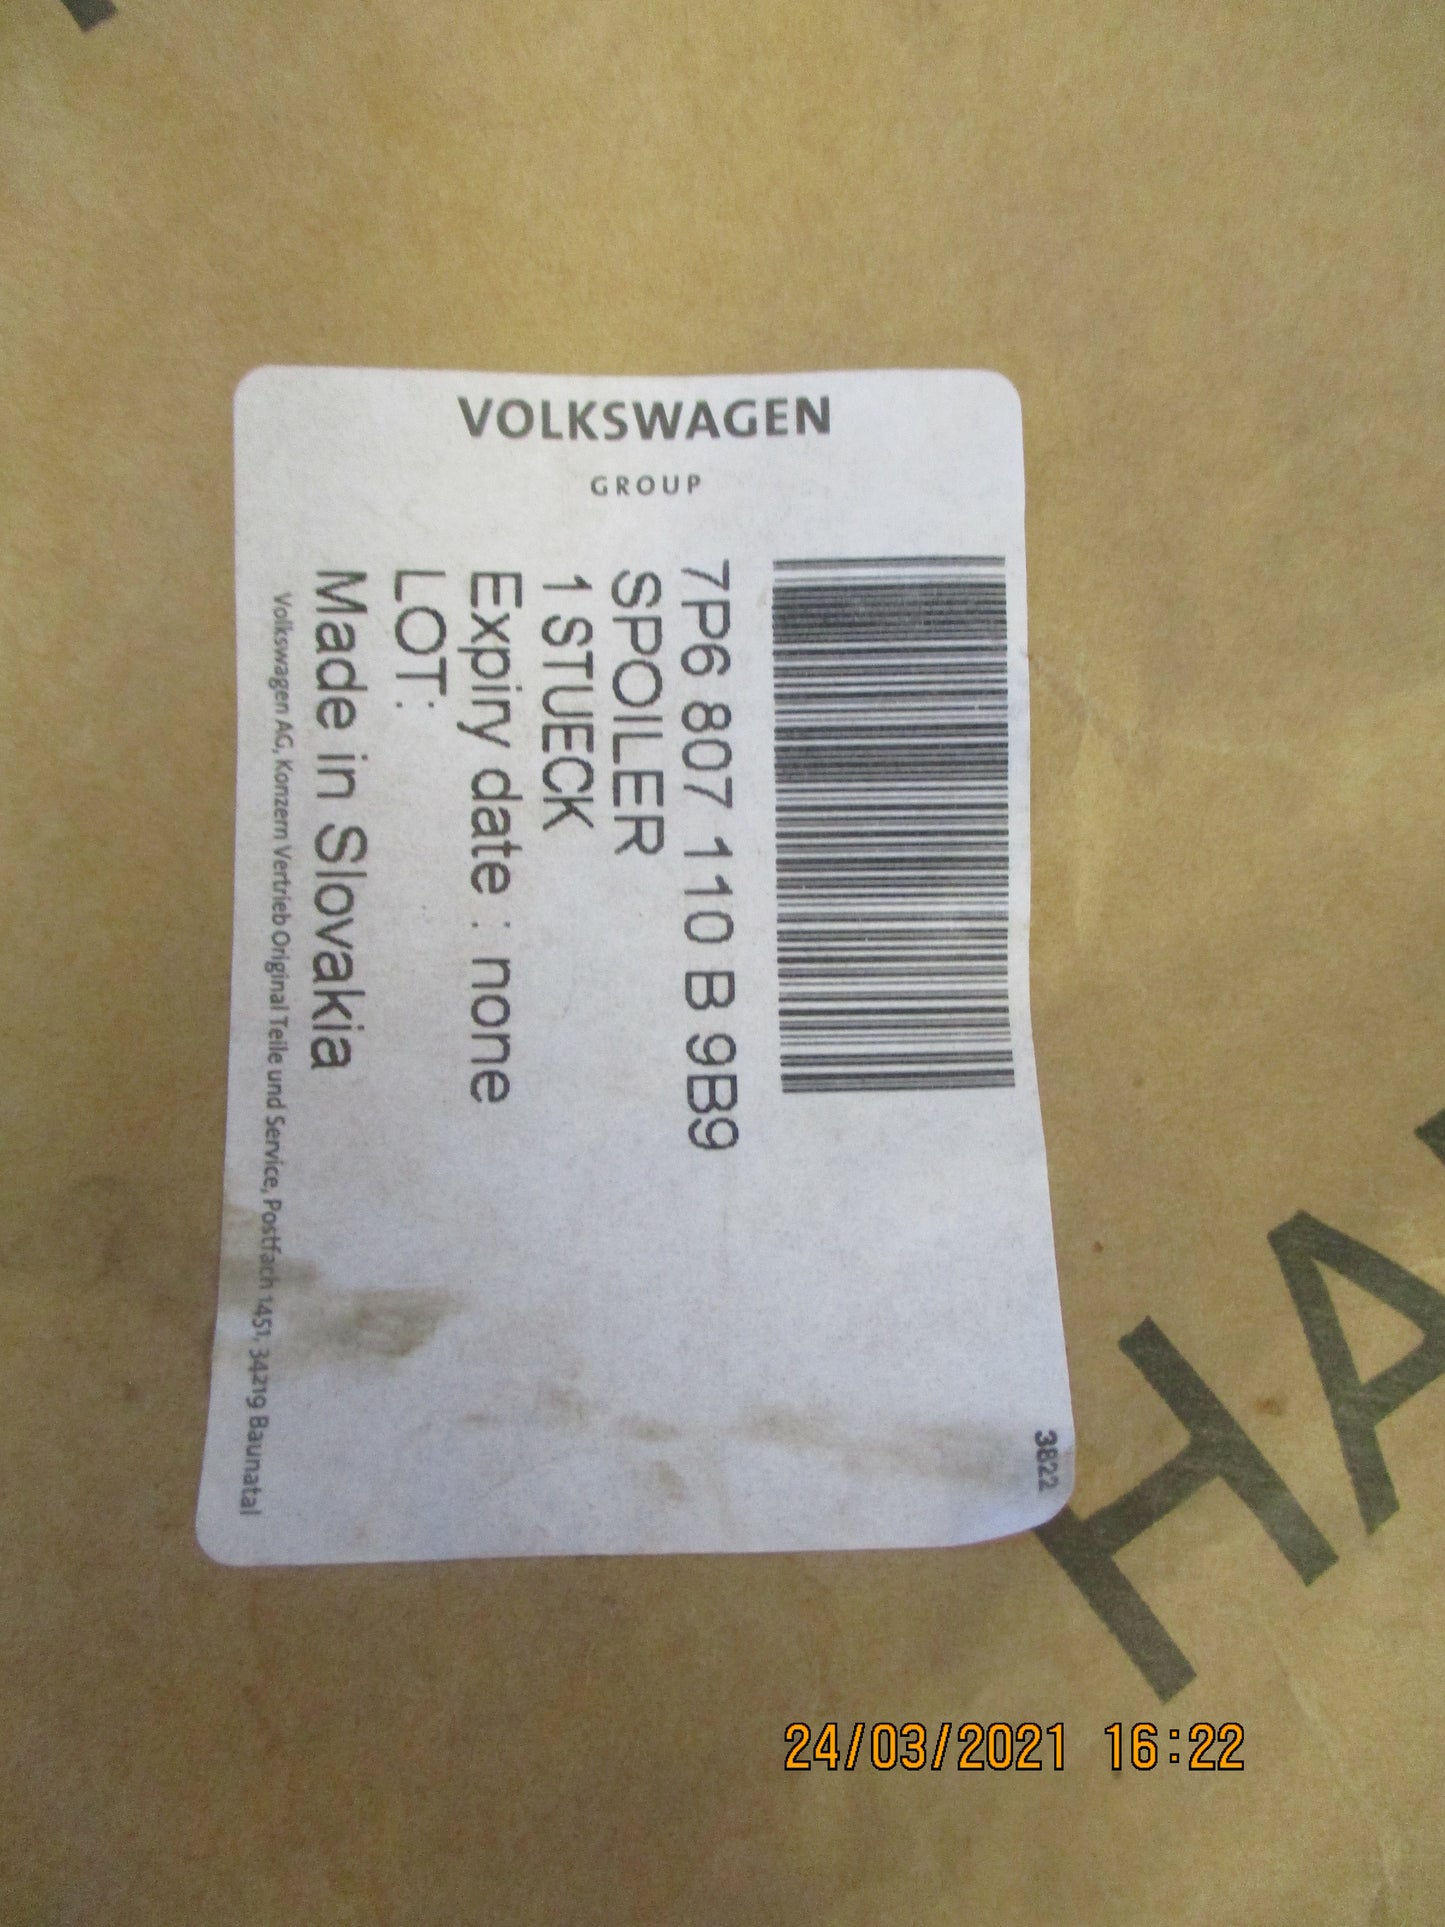 VOLKSWAGEN
GROUP
7P6 807 110 B 9B9
SPOILER
1 STUECK
Expiry date : none
LOT:
Made in Slovakia
Volkswagen AG, Konzern Vertrieb Original Teile und Service, Postfach 1451, 34219 Baunatal
3822
HA
24/03/2021 16:22